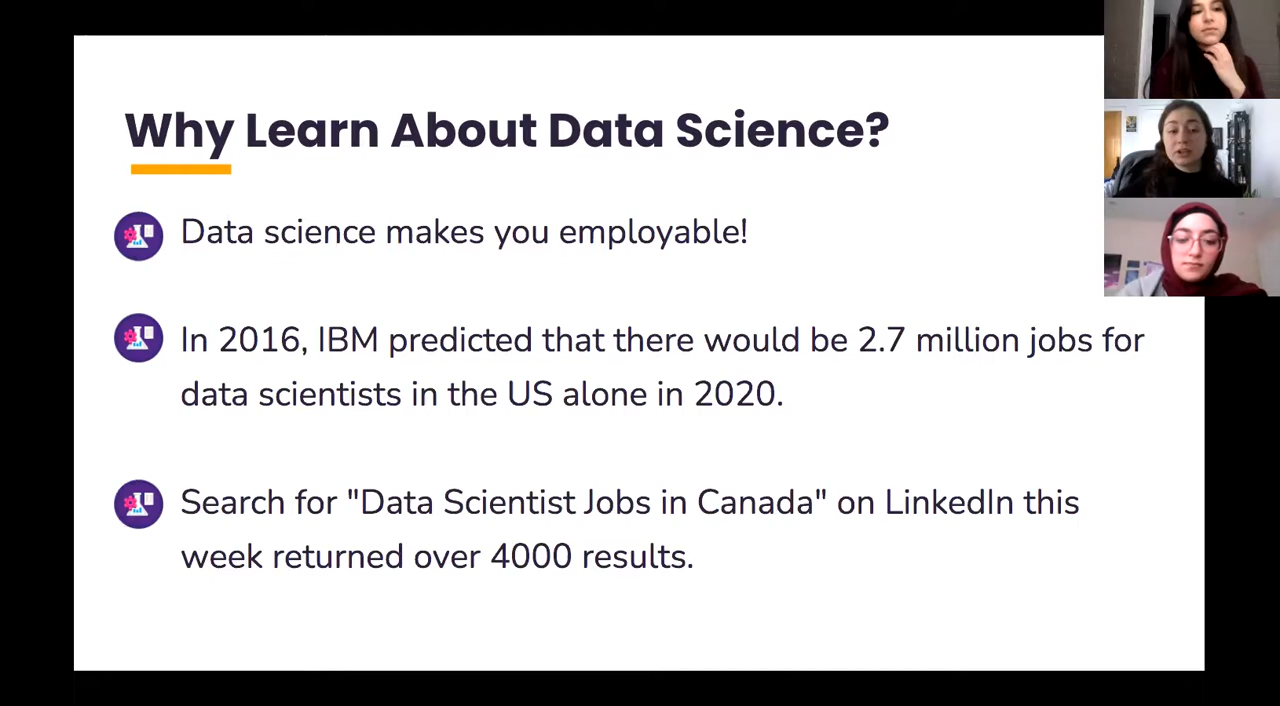 Why Learn About Data Science?
Data science makes you employable!
In 2016, IBM predicted that there would be 2.7 million jobs for
data scientists in the US alone in 2020.
Search for "Data Scientist Jobs in Canada" on LinkedIn this
week returned over 4000 results.